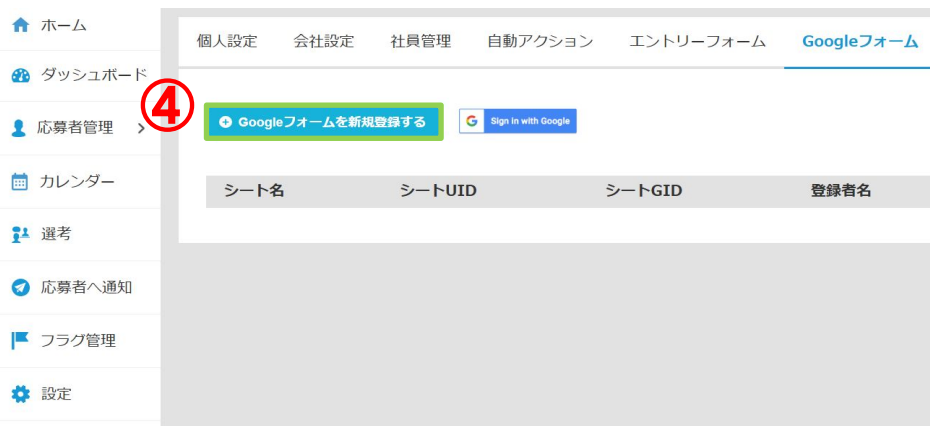 ホーム
ダッシュボード
応募者管理 >
カレンダー
選考
応募者へ通知
フラグ管理
設定
個人設定 会社設定 社員管理 自動アクション エントリーフォーム Googleフォーム
④
Googleフォームを新規登録する
G Sign in with Google
シート名 シートUID シートGID 登録者名